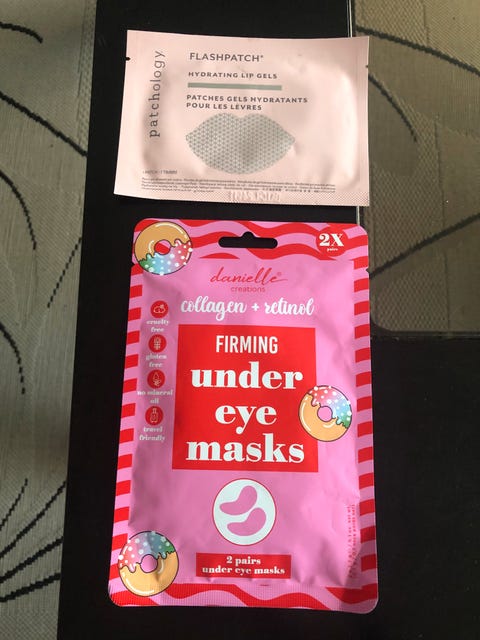 patchology
FLASHPATCH®
HYDRATING LIP GELS
PATCHES GELS HYDRATANTS
POUR LES LÈVRES
2X
pairs
danielle®
creations
collagen + retinol
cruelty
free
gluten
free
no mineral
oil
travel
friendly
FIRMING
under
eye
masks
2 pairs
under eye masks